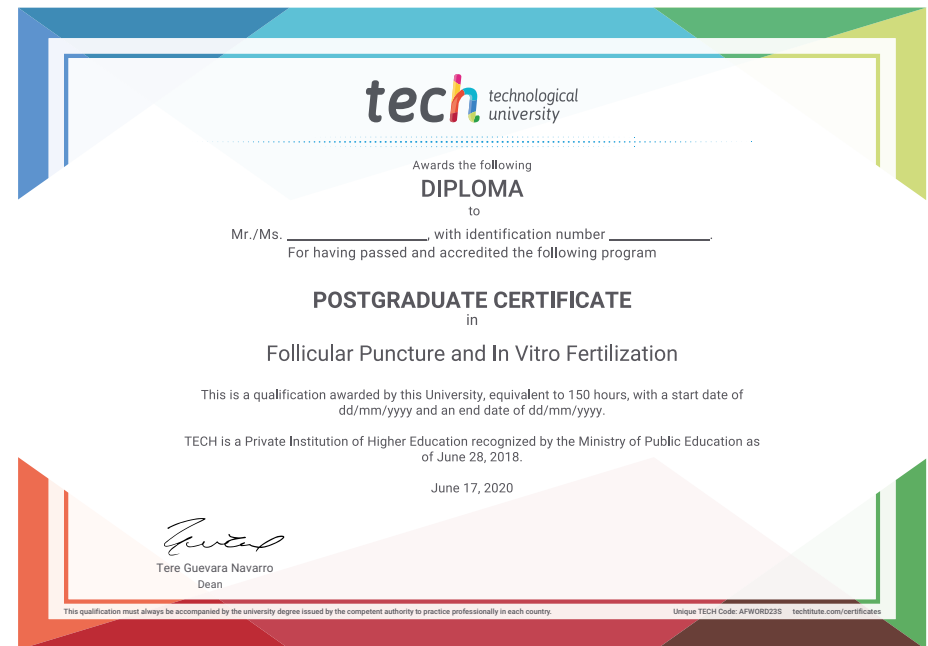 tech technological
university
Awards the following
DIPLOMA
to
Mr./Ms. ____________, with identification number ____________.
For having passed and accredited the following program
POSTGRADUATE CERTIFICATE
in
Follicular Puncture and In Vitro Fertilization
This is a qualification awarded by this University, equivalent to 150 hours, with a start date of
dd/mm/yyyy and an end date of dd/mm/yyyy.
TECH is a Private Institution of Higher Education recognized by the Ministry of Public Education as
of June 28, 2018.
June 17, 2020
Tere Guevara Navarro
Dean
This qualification must always be accompanied by the university degree issued by the competent authority to practice professionally in each country. Unique TECH Code: AFWORD23S techtitute.com/certificates